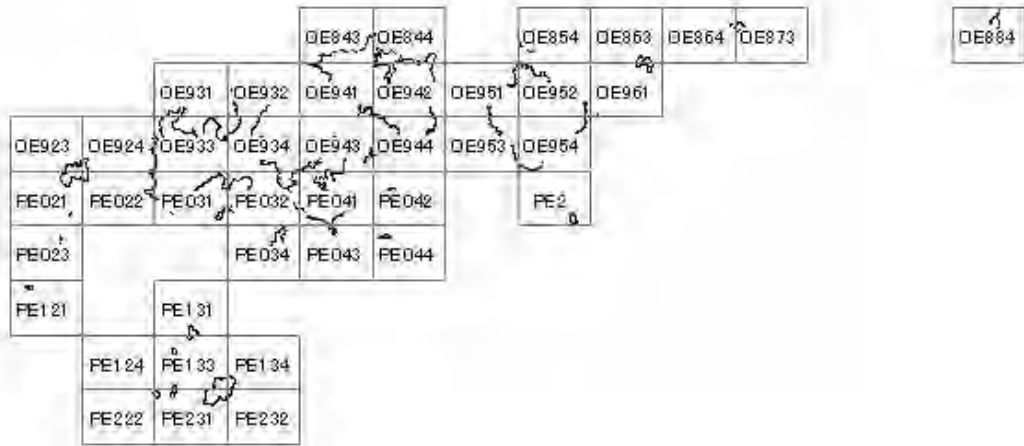 OE843 OE844 OE854 OE863 OE864 OE873 OE884
OE931 OE932 OE941 OE942 OE951 OE952 OE961
OE923 OE924 OE933 OE934 OE943 OE944 OE953 OE954
PE021 PE022 PE031 PE032 PE041 PE042 PE2
PE023 PE034 PE043 PE044
PE121 PE131
PE124 PE133 PE134
PE222 PE231 PE232